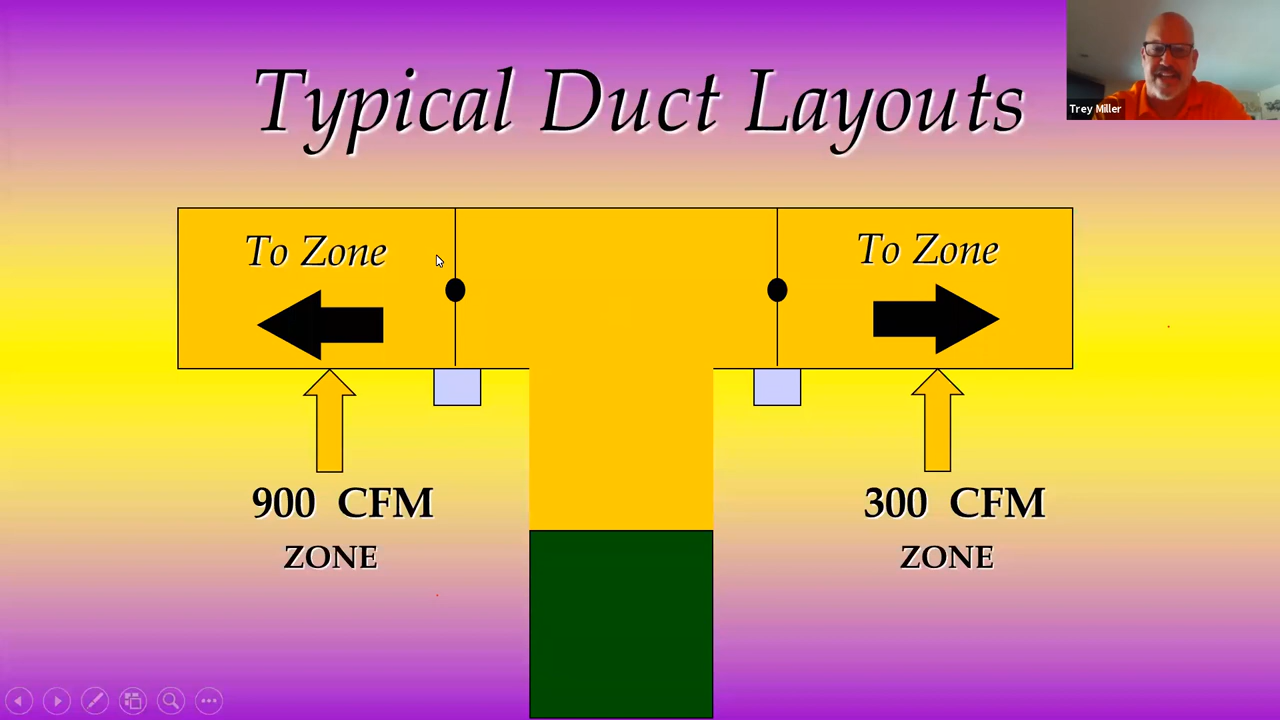 Typical Duct Layouts
Trey Miller
To Zone
To Zone
900 CFM
ZONE
300 CFM
ZONE